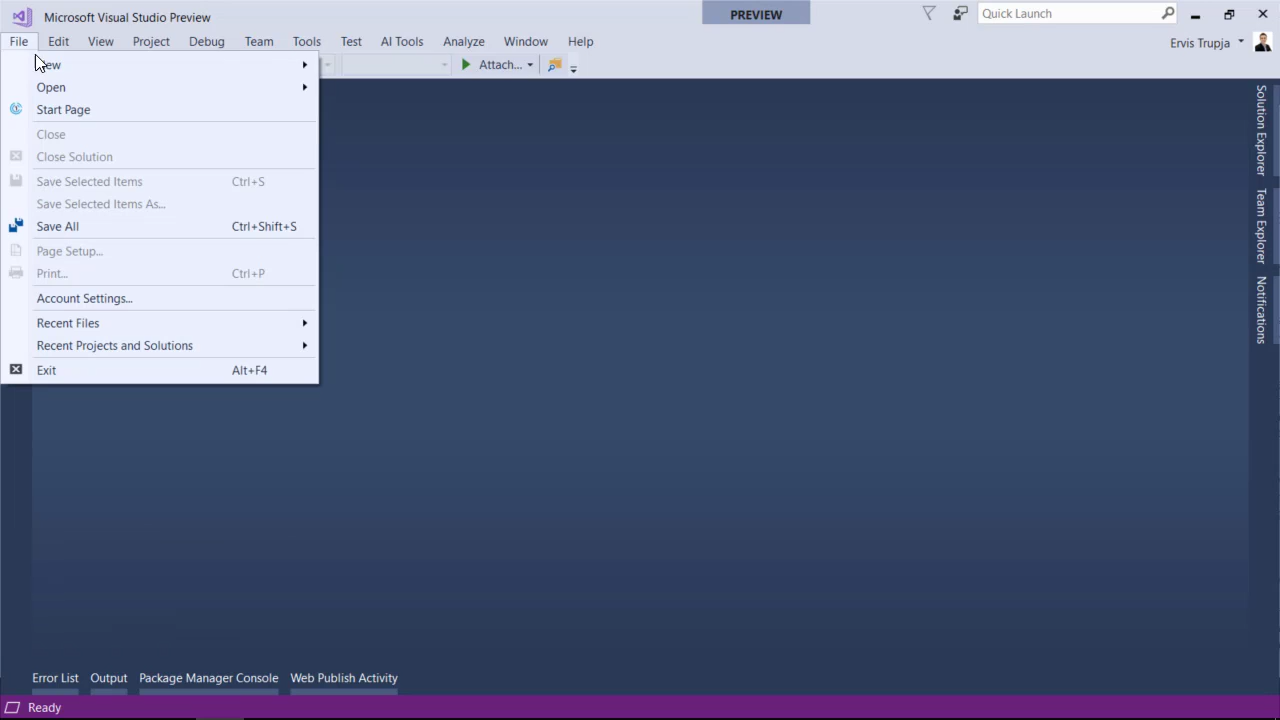 Microsoft Visual Studio Preview
PREVIEW
Quick Launch
File Edit View Project Debug Team Tools Test AI Tools Analyze Window Help
Ervis Trupja
Attach...
Open
Start Page
Close
Close Solution
Save Selected Items Ctrl+S
Save Selected Items As...
Save All Ctrl+Shift+S
Page Setup...
Print... Ctrl+P
Account Settings...
Recent Files
Recent Projects and Solutions
Exit Alt+F4
Solution Explorer
Team Explorer
Notifications
Error List Output Package Manager Console Web Publish Activity
Ready